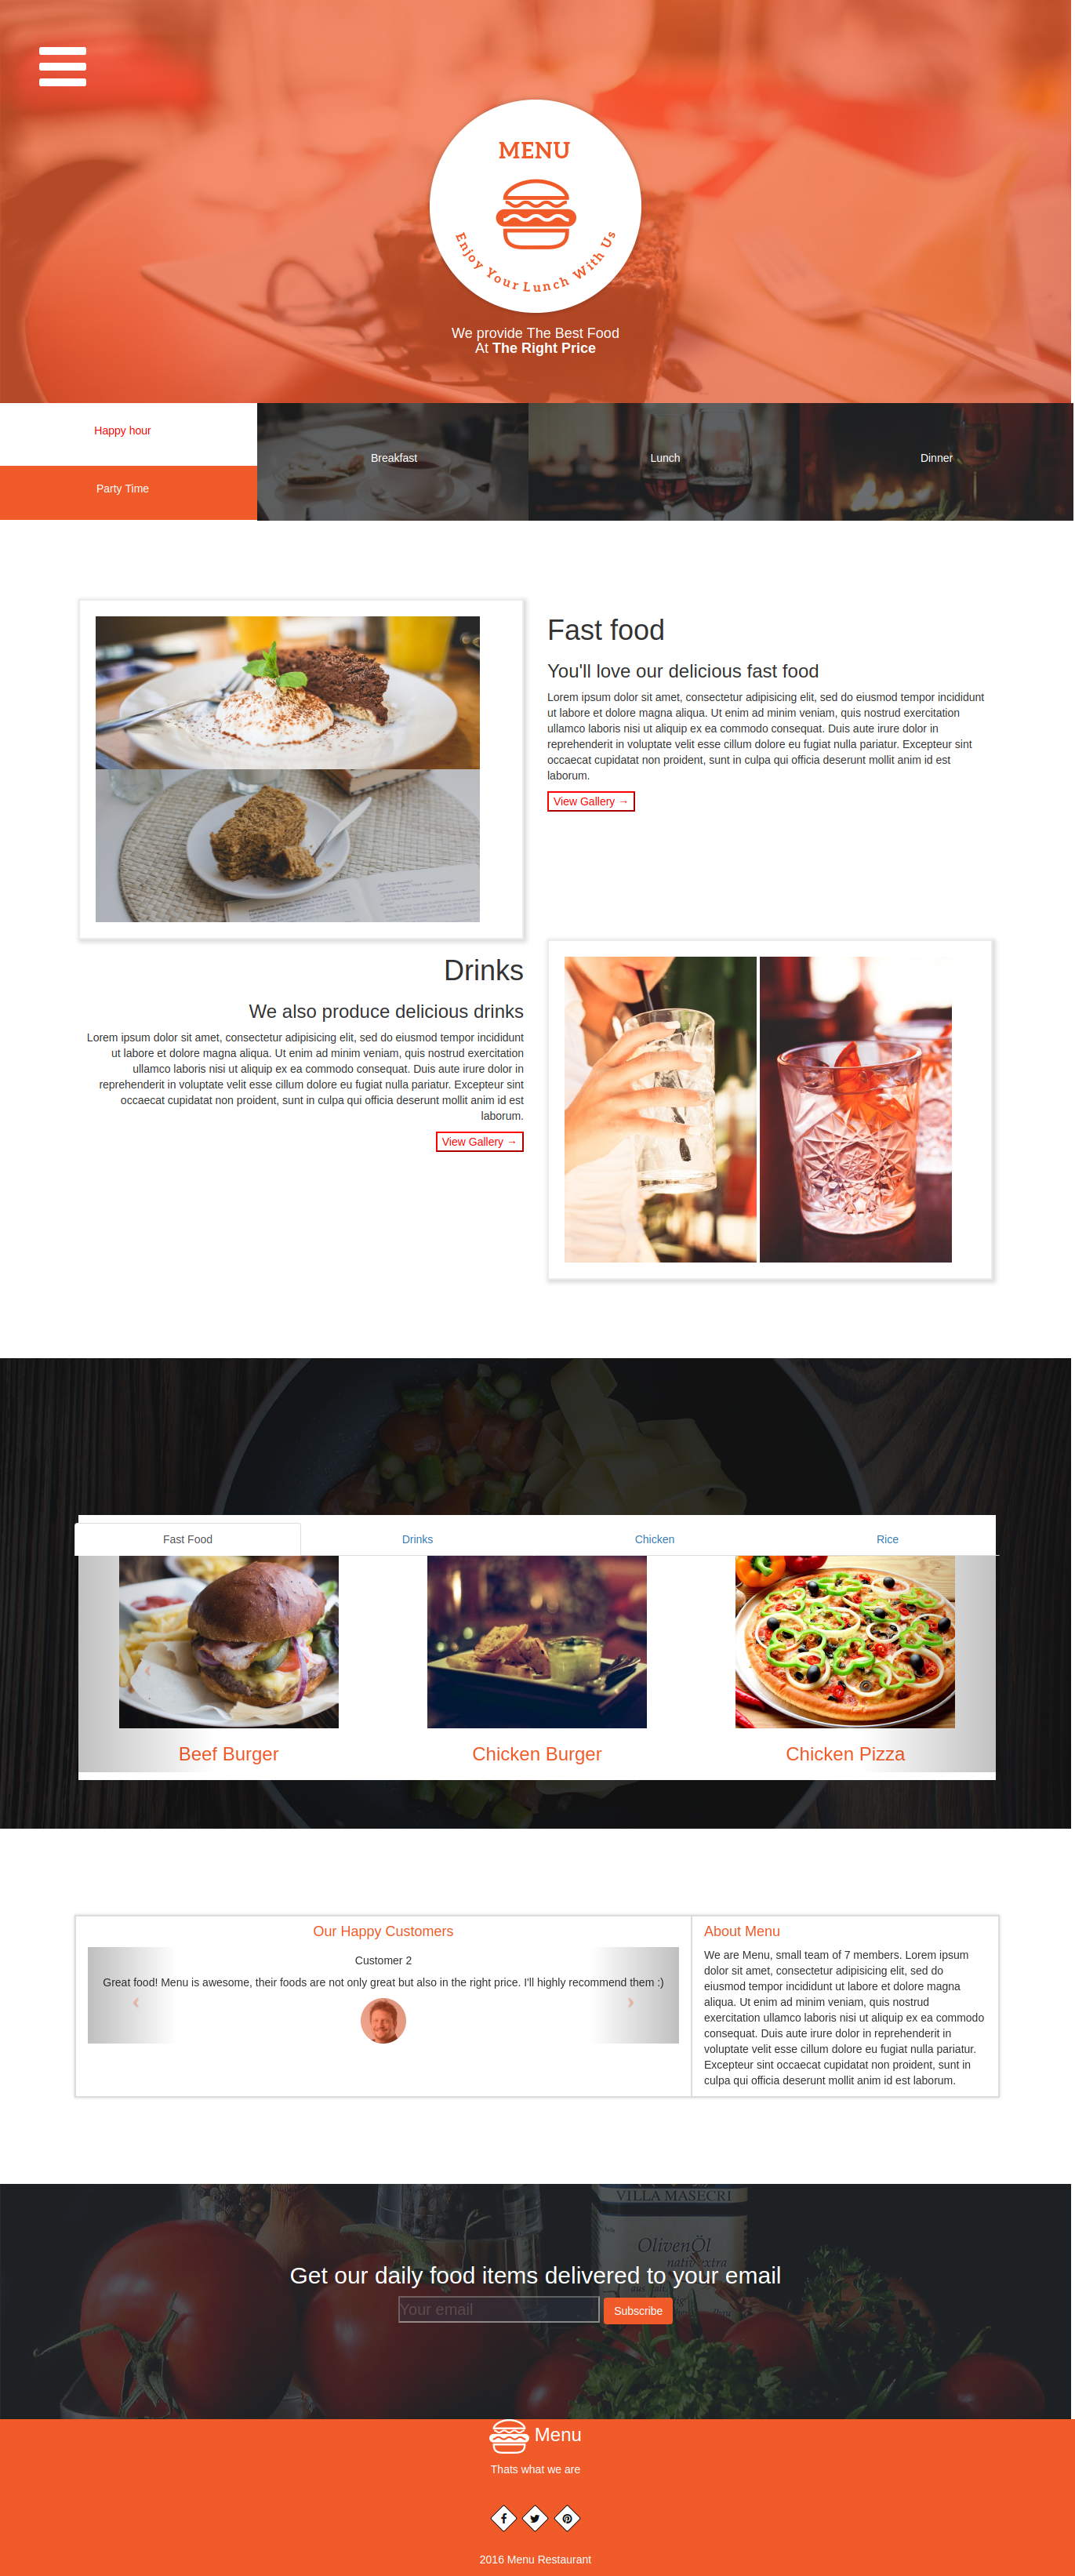 MENU
Enjoy Your Lunch With Us
We provide The Best Food
At The Right Price
Happy hour
Party Time
Breakfast
Lunch
Dinner
Fast food
You'll love our delicious fast food
Lorem ipsum dolor sit amet, consectetur adipisicing elit, sed do eiusmod tempor incididunt
ut labore et dolore magna aliqua. Ut enim ad minim veniam, quis nostrud exercitation
ullamco laboris nisi ut aliquip ex ea commodo consequat. Duis aute irure dolor in
reprehenderit in voluptate velit esse cillum dolore eu fugiat nulla pariatur. Excepteur sint
occaecat cupidatat non proident, sunt in culpa qui officia deserunt mollit anim id est
laborum.
View Gallery →
Drinks
We also produce delicious drinks
Lorem ipsum dolor sit amet, consectetur adipisicing elit, sed do eiusmod tempor incididunt
ut labore et dolore magna aliqua. Ut enim ad minim veniam, quis nostrud exercitation
ullamco laboris nisi ut aliquip ex ea commodo consequat. Duis aute irure dolor in
reprehenderit in voluptate velit esse cillum dolore eu fugiat nulla pariatur. Excepteur sint
occaecat cupidatat non proident, sunt in culpa qui officia deserunt mollit anim id est
laborum.
View Gallery →
Fast Food
Drinks
Chicken
Rice
Beef Burger
Chicken Burger
Chicken Pizza
Our Happy Customers
Customer 2
Great food! Menu is awesome, their foods are not only great but also in the right price. I'll highly recommend them :)
About Menu
We are Menu, small team of 7 members. Lorem ipsum
dolor sit amet, consectetur adipisicing elit, sed do
eiusmod tempor incididunt ut labore et dolore magna
aliqua. Ut enim ad minim veniam, quis nostrud
exercitation ullamco laboris nisi ut aliquip ex ea commodo
consequat. Duis aute irure dolor in reprehenderit in
voluptate velit esse cillum dolore eu fugiat nulla pariatur.
Excepteur sint occaecat cupidatat non proident, sunt in
culpa qui officia deserunt mollit anim id est laborum.
VILLA MASECRI
OlivenÖl
nativ extra
Get our daily food items delivered to your email
Your email
Subscribe
Menu
Thats what we are
2016 Menu Restaurant